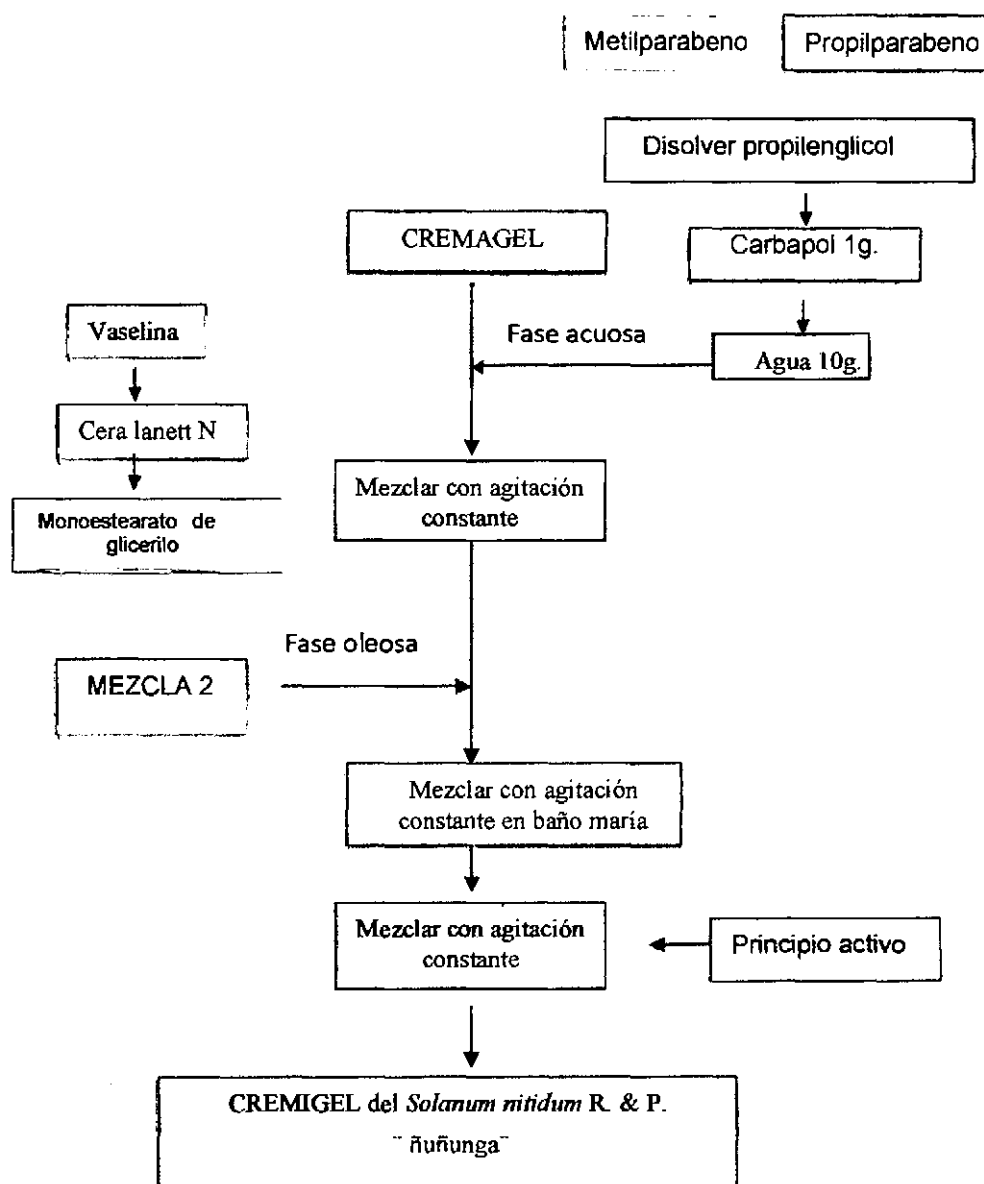 Metilparabeno
Propilparabeno
Disolver propilenglicol
CREMAGEL
Carbapol 1g.
Vaselina
Fase acuosa
Agua 10g.
Cera lanett N
Mezclar con agitación
constante
Monoestearato de
glicerilo
Fase oleosa
MEZCLA 2
Mezclar con agitación
constante en baño maría
Mezclar con agitación
constante
Principio activo
CREMIGEL del Solanum nitidum R. & P.
¨ ñuñunga¨